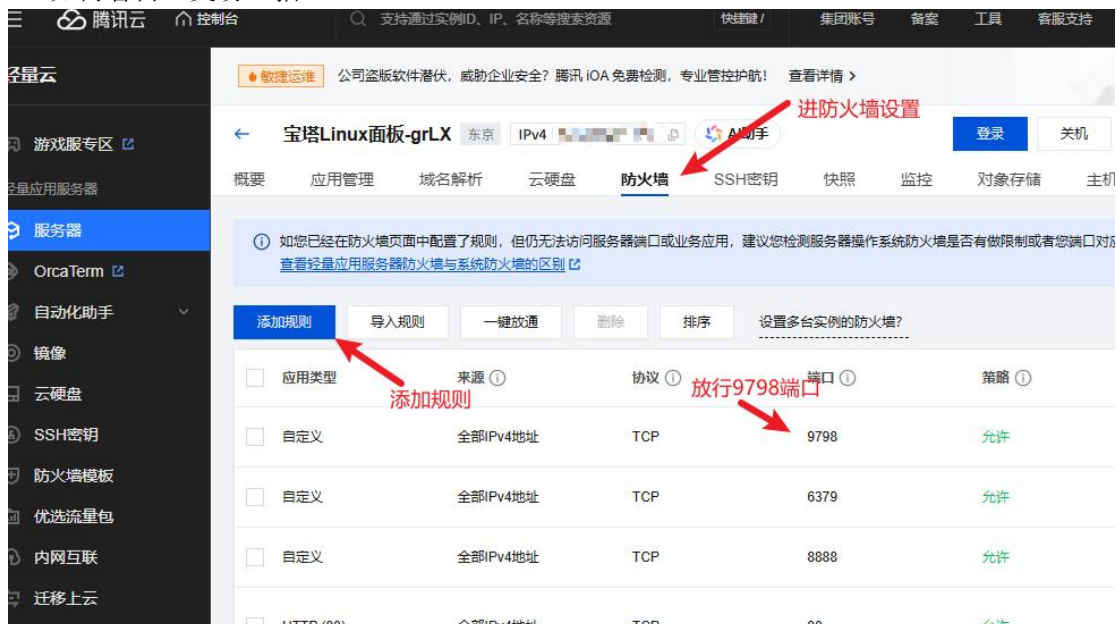 腾讯云 控制台 支持通过实例ID、IP、名称等搜索资源 快捷键 / 集团账号 备案 工具 客服支持
轻量云
敏捷运维 公司盗版软件潜伏，威胁企业安全？腾讯 iOA 免费检测，专业管控护航！ 查看详情 >
进防火墙设置
游戏服专区
宝塔Linux面板-grLX 东京 IPv4 AI助手 登录 关机
轻量应用服务器
概要 应用管理 域名解析 云硬盘 防火墙 SSH密钥 快照 监控 对象存储 主机
服务器
如您已经在防火墙页面中配置了规则，但仍无法访问服务器端口或业务应用，建议您检测服务器操作系统防火墙是否有做限制或者您端口对应
查看轻量应用服务器防火墙与系统防火墙的区别
OrcaTerm
自动化助手
添加规则 导入规则 一键放通 删除 排序 设置多台实例的防火墙?
镜像
应用类型 来源 协议 端口 策略
添加规则
放行9798端口
云硬盘
SSH密钥
自定义 全部IPv4地址 TCP 9798 允许
防火墙模板
优选流量包
自定义 全部IPv4地址 TCP 6379 允许
内网互联
自定义 全部IPv4地址 TCP 8888 允许
迁移上云